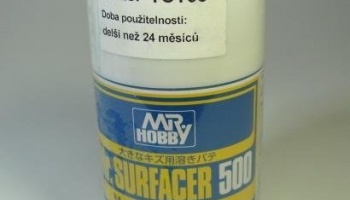 Doba použitelnosti:
delší než 24 měsíců
MR.
HOBBY
大きなキズ用溶きパテ
SURFACER 500